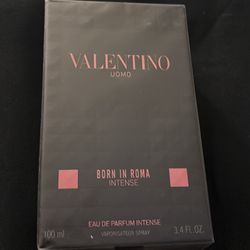 VALENTINO
UOMO
BORN IN ROMA
INTENSE
EAU DE PARFUM INTENSE
VAPORISATEUR SPRAY
100 ml
3.4 FL.OZ.